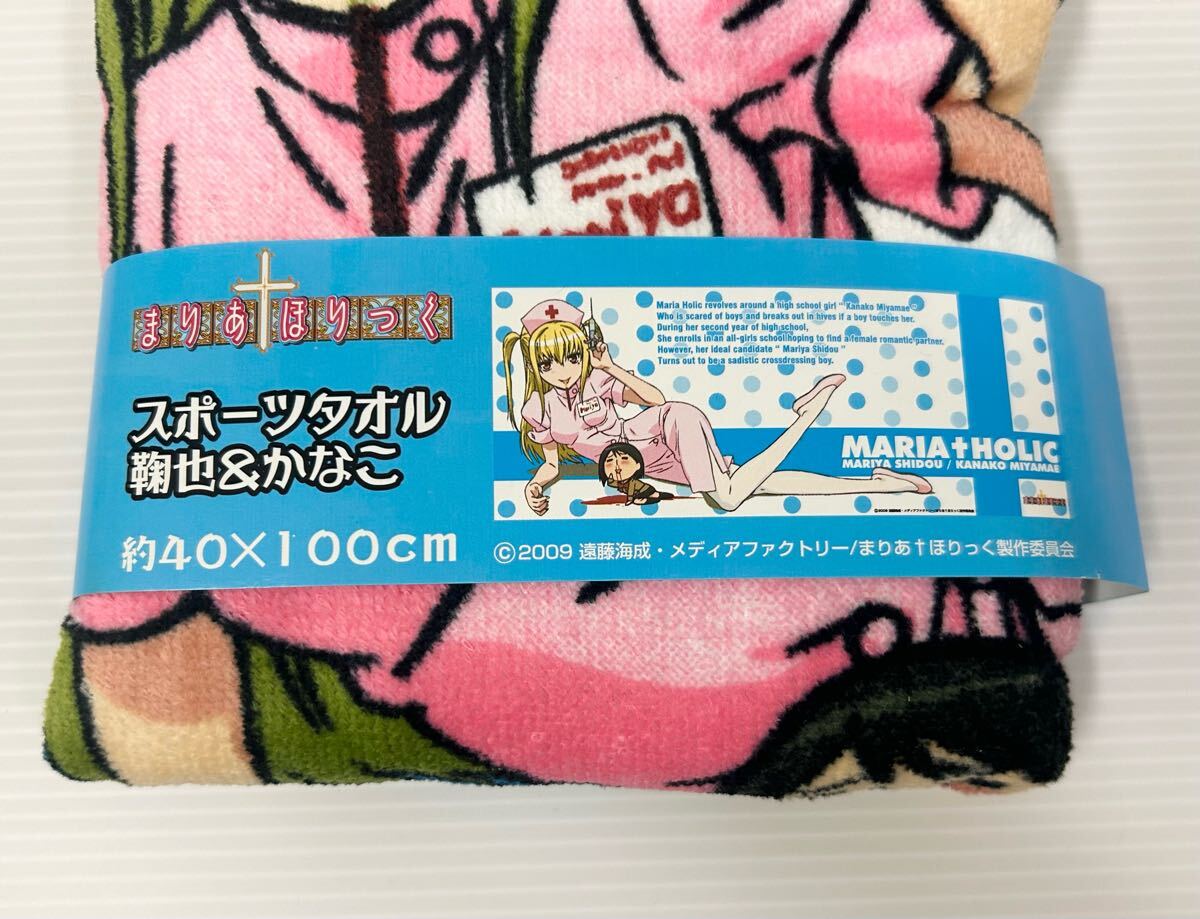 まりあ†ほりっく
スポーツタオル
鞠也&かなこ
約40×100cm
Maria Holic revolves around a high school girl " Kanako Miyamae "
Who is scared of boys and breaks out in hives if a boy touches her.
During her second year of high school,
She enrolls in an all-girls school hoping to find a female romantic partner.
However, her ideal candidate " Mariya Shidou "
Turns out to be a sadistic crossdressing boy.
Mariya
MARIA†HOLIC
MARIYA SHIDOU / KANAKO MIYAMAE
©2009 遠藤海成・メディアファクトリー/まりあ†ほりっく製作委員会